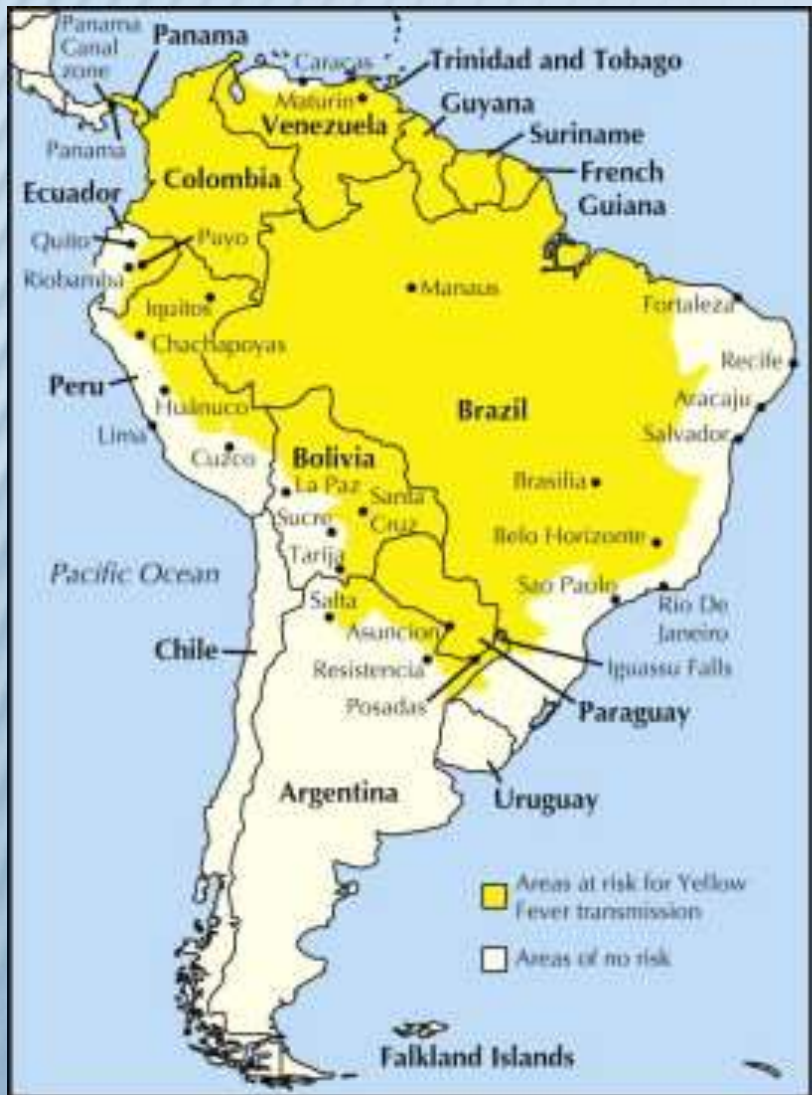 Panama
Canal
zone
Panama
Caracas
Trinidad and Tobago
Maturin
Guyana
Panama
Venezuela
Suriname
Colombia
French
Guiana
Ecuador
Quito
Puyo
Riobamba
Iquitos
Manaus
Fortaleza
Chachapoyas
Recife
Peru
Huánuco
Brazil
Aracaju
Lima
Cuzco
Bolivia
Salvador
La Paz
Santa
Cruz
Brasilia
Sucre
Belo Horizonte
Tarija
Pacific Ocean
Sao Paolo
Salta
Rio De
Janeiro
Asuncion
Chile
Resistencia
Iguassu Falls
Posadas
Paraguay
Argentina
Uruguay
Areas at risk for Yellow
Fever transmission
Areas of no risk
Falkland Islands